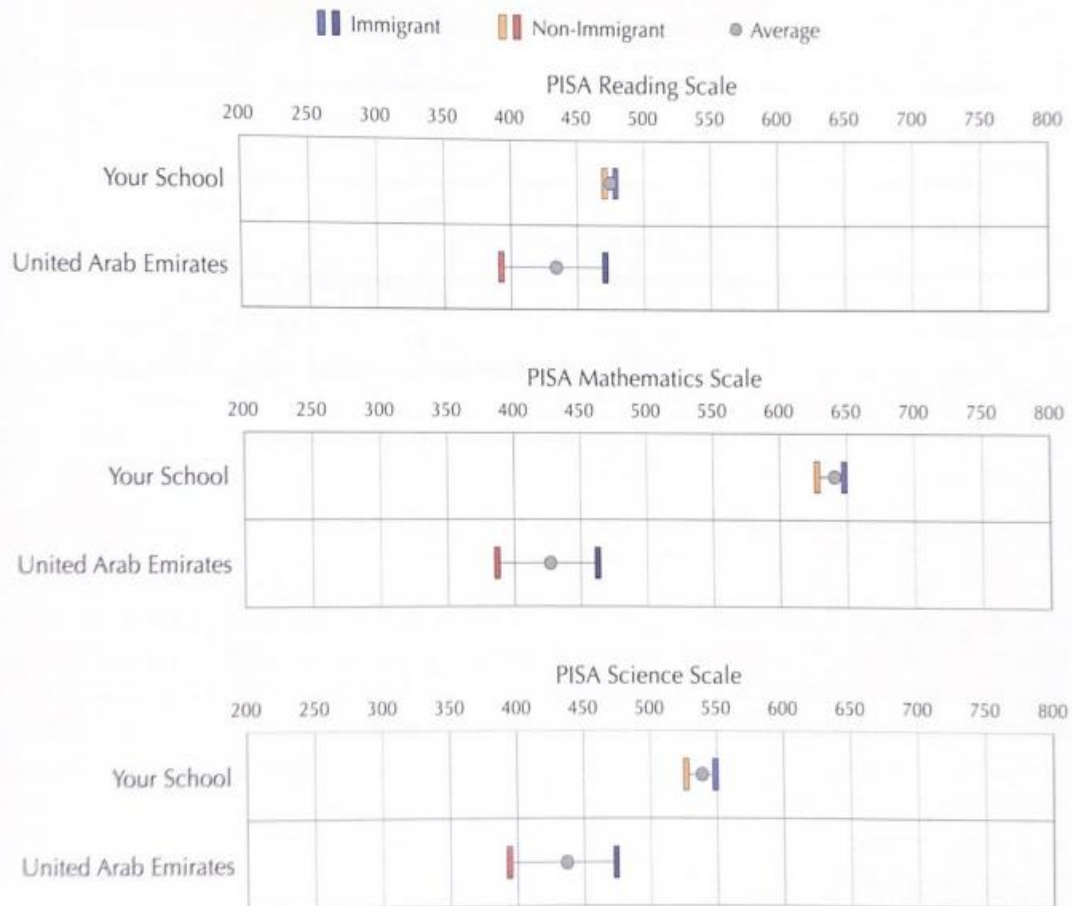 Immigrant Non-Immigrant Average
PISA Reading Scale
200 250 300 350 400 450 500 550 600 650 700 750 800
Your School
United Arab Emirates
PISA Mathematics Scale
200 250 300 350 400 450 500 550 600 650 700 750 800
Your School
United Arab Emirates
PISA Science Scale
200 250 300 350 400 450 500 550 600 650 700 750 800
Your School
United Arab Emirates